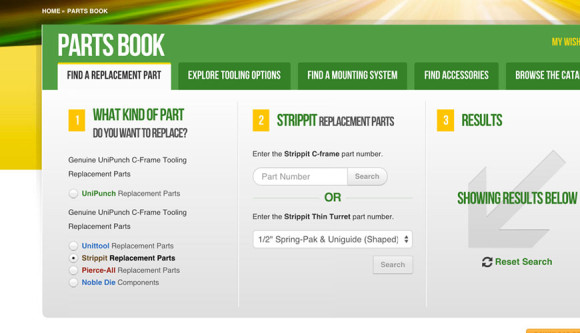 HOME » PARTS BOOK
PARTS BOOK
MY WISH
FIND A REPLACEMENT PART
EXPLORE TOOLING OPTIONS
FIND A MOUNTING SYSTEM
FIND ACCESSORIES
BROWSE THE CATA
1 WHAT KIND OF PART
DO YOU WANT TO REPLACE?
Genuine UniPunch C-Frame Tooling
Replacement Parts
UniPunch Replacement Parts
Genuine UniPunch C-Frame Tooling
Replacement Parts
Unittool Replacement Parts
Strippit Replacement Parts
Pierce-All Replacement Parts
Noble Die Components
2 STRIPPIT REPLACEMENT PARTS
Enter the Strippit C-frame part number.
Part Number Search
OR
Enter the Strippit Thin Turret part number.
1/2" Spring-Pak & Uniguide (Shaped)
Search
3 RESULTS
SHOWING RESULTS BELOW
Reset Search